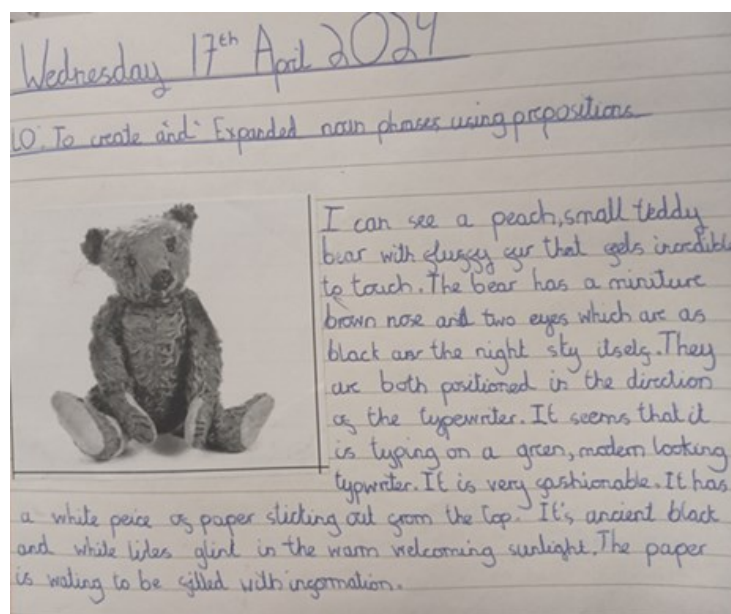 Wednesday 17th April 2024
LO: To create and Expanded noun phrases using prepositions
I can see a peach, small teddy
bear with fluffy fur that feels incredible
to touch. The bear has a miniture
brown nose and two eyes which are as
black as the night sky itself. They
are both positioned in the direction
of the typewriter. It seems that it
is typing on a green, modern looking
typwriter. It is very fashionable. It has
a white peice of paper sticking out from the top. It's ancient black
and white glint in the warm welcoming sunlight. The paper
is wating to be filled with information.